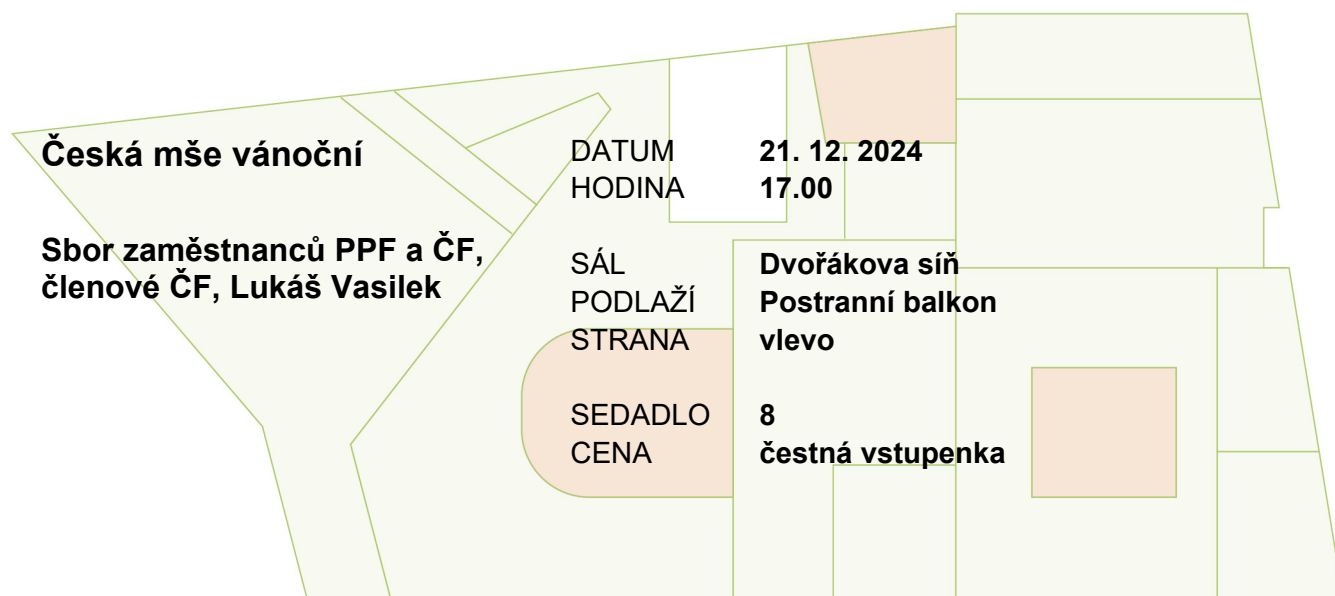 Česká mše vánoční
Sbor zaměstnanců PPF a ČF,
členové ČF, Lukáš Vasilek
DATUM 21. 12. 2024
HODINA 17.00
SÁL Dvořákova síň
PODLAŽÍ Postranní balkon
STRANA vlevo
SEDADLO 8
CENA čestná vstupenka